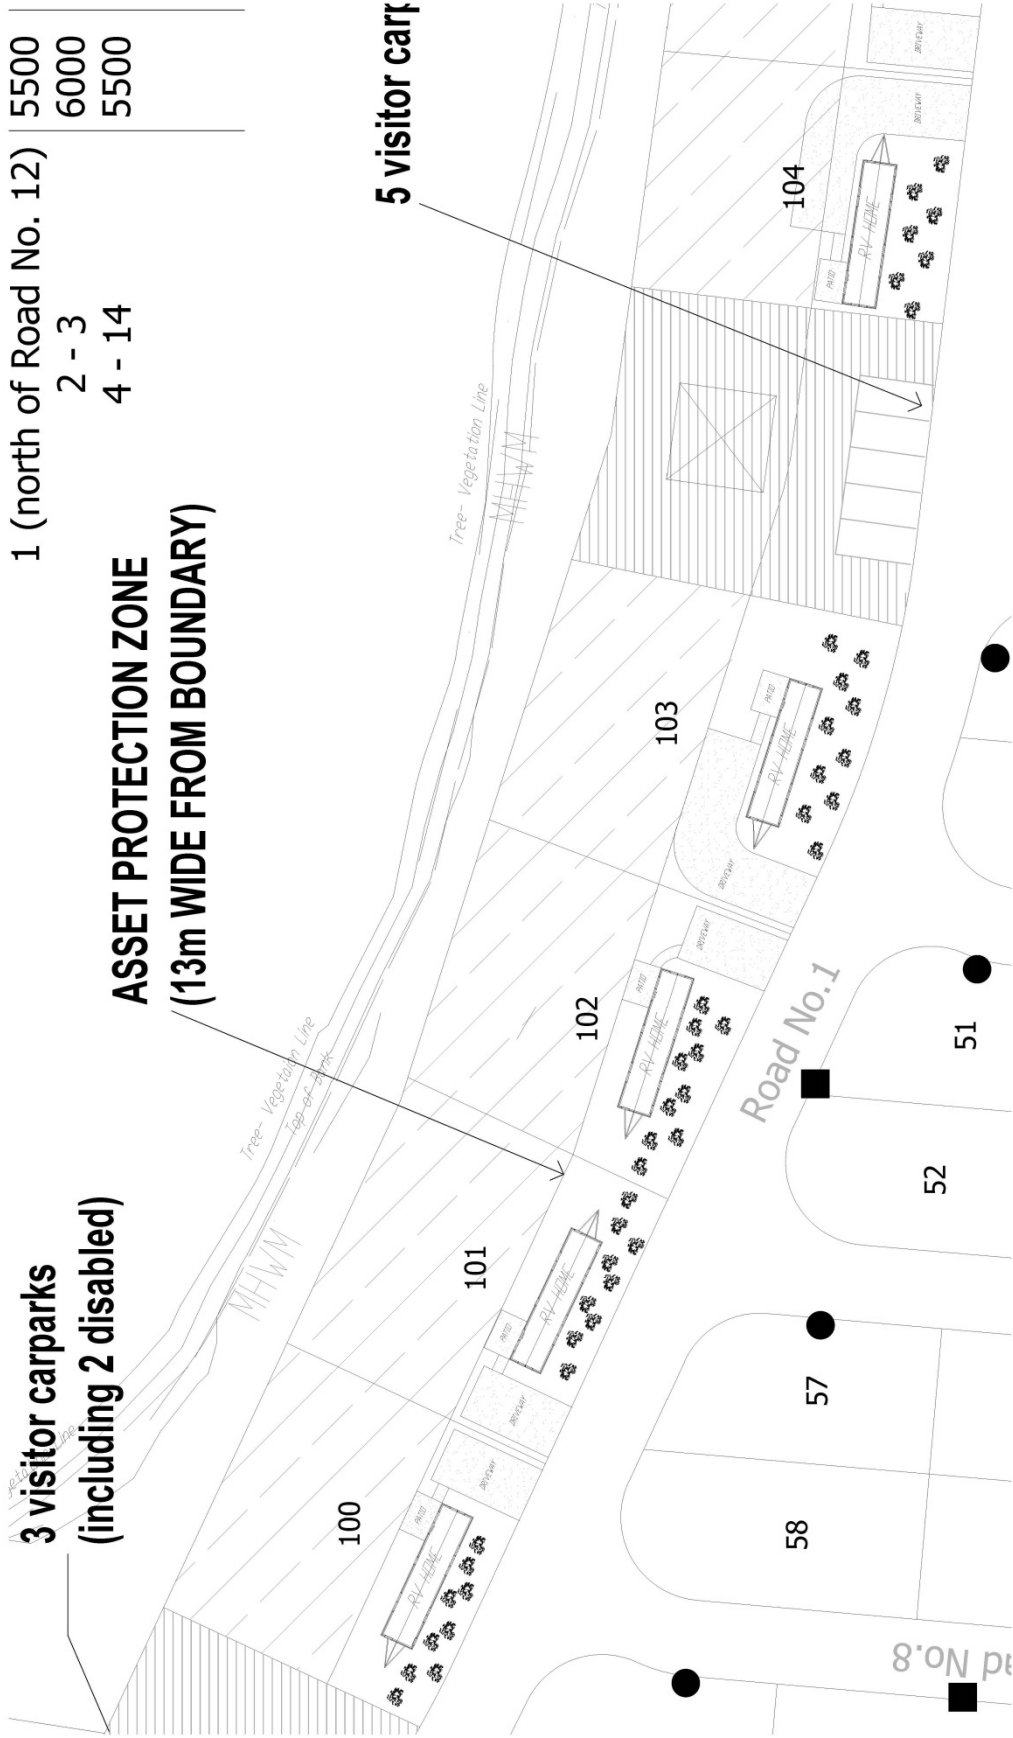 1 (north of Road No. 12) 5500
2 - 3 6000
4 - 14 5500
5 visitor carp
ASSET PROTECTION ZONE
(13m WIDE FROM BOUNDARY)
3 visitor carparks
(including 2 disabled)
Tree- Vegetation Line
MHWM
Tree- Vegetation Line
Top of Bank
MHWM
100
PATIO
RV HOME
DRIVEWAY
101
PATIO
RV HOME
DRIVEWAY
102
PATIO
RV HOME
DRIVEWAY
103
PATIO
RV HOME
DRIVEWAY
104
PATIO
RV HOME
DRIVEWAY
DRIVEWAY
Road No.1
51
52
57
58
ad No.8